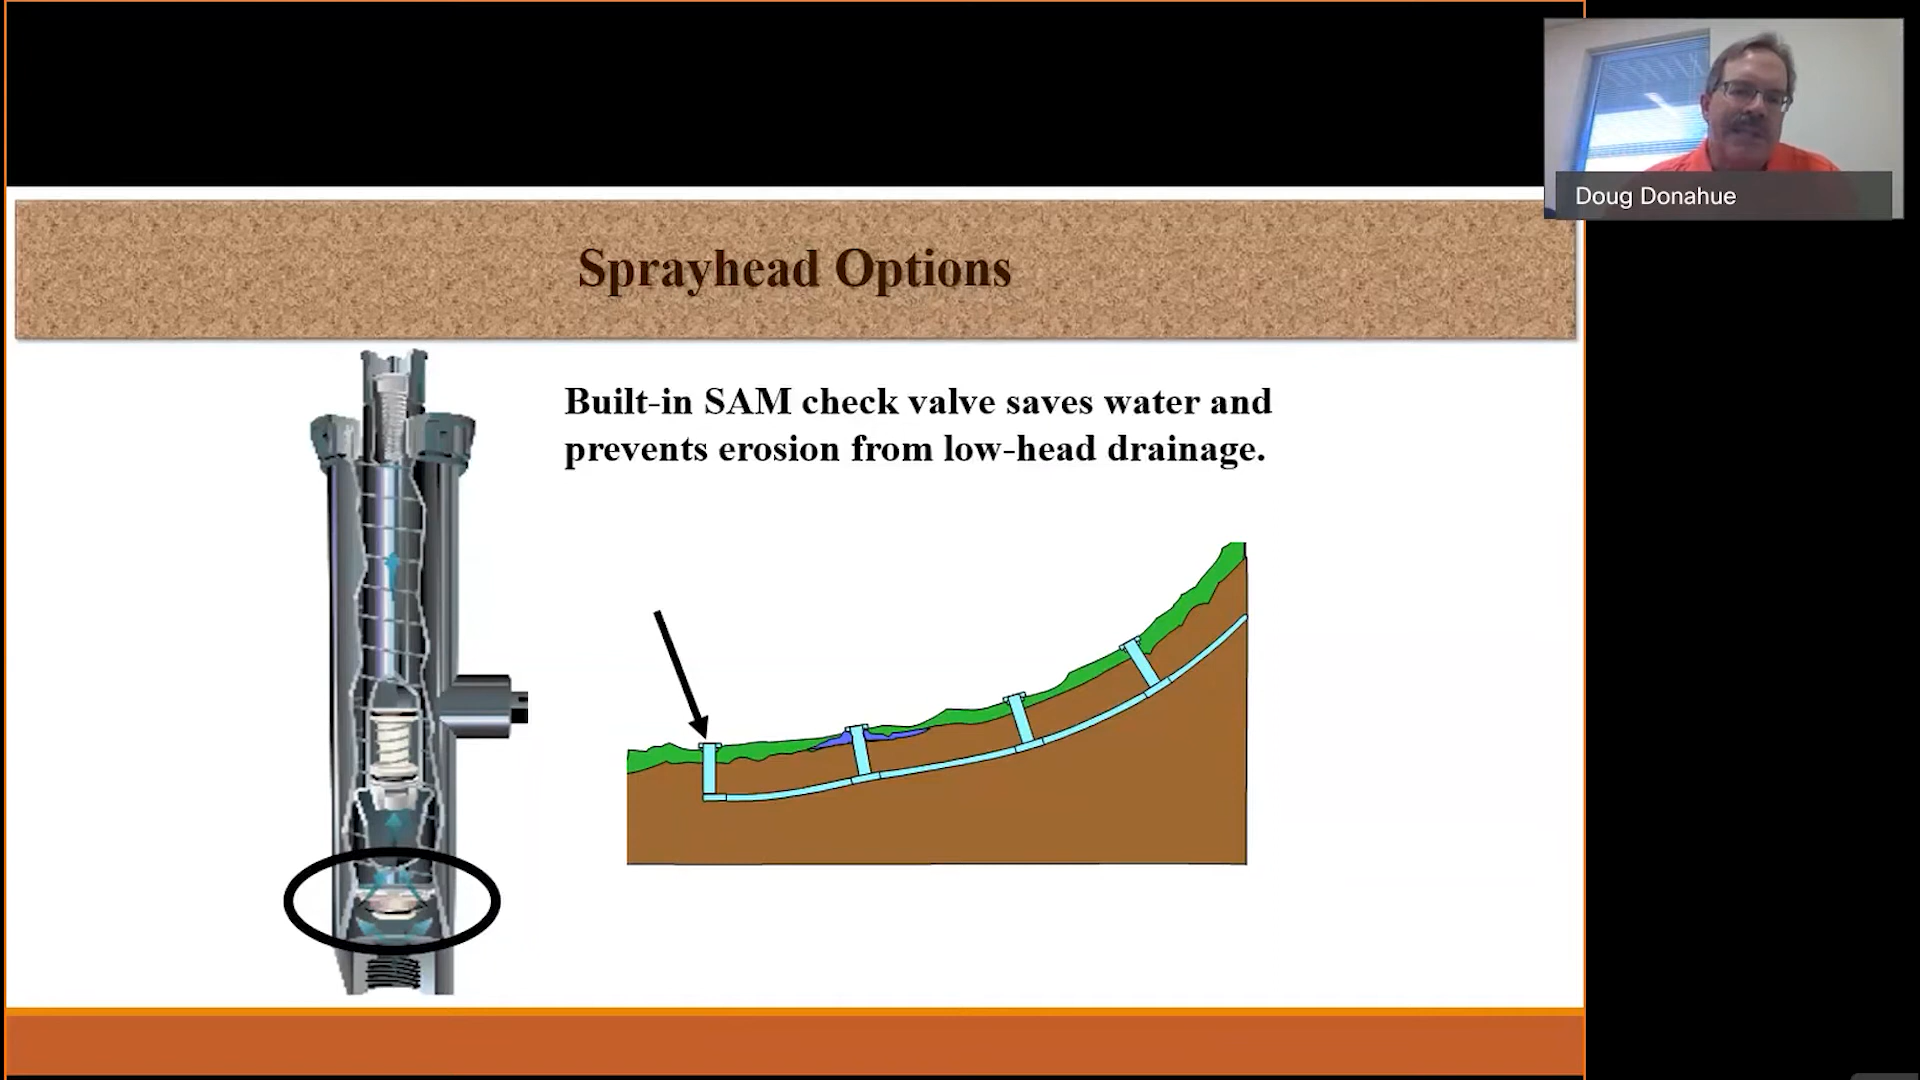 Doug Donahue
Sprayhead Options
Built-in SAM check valve saves water and
prevents erosion from low-head drainage.